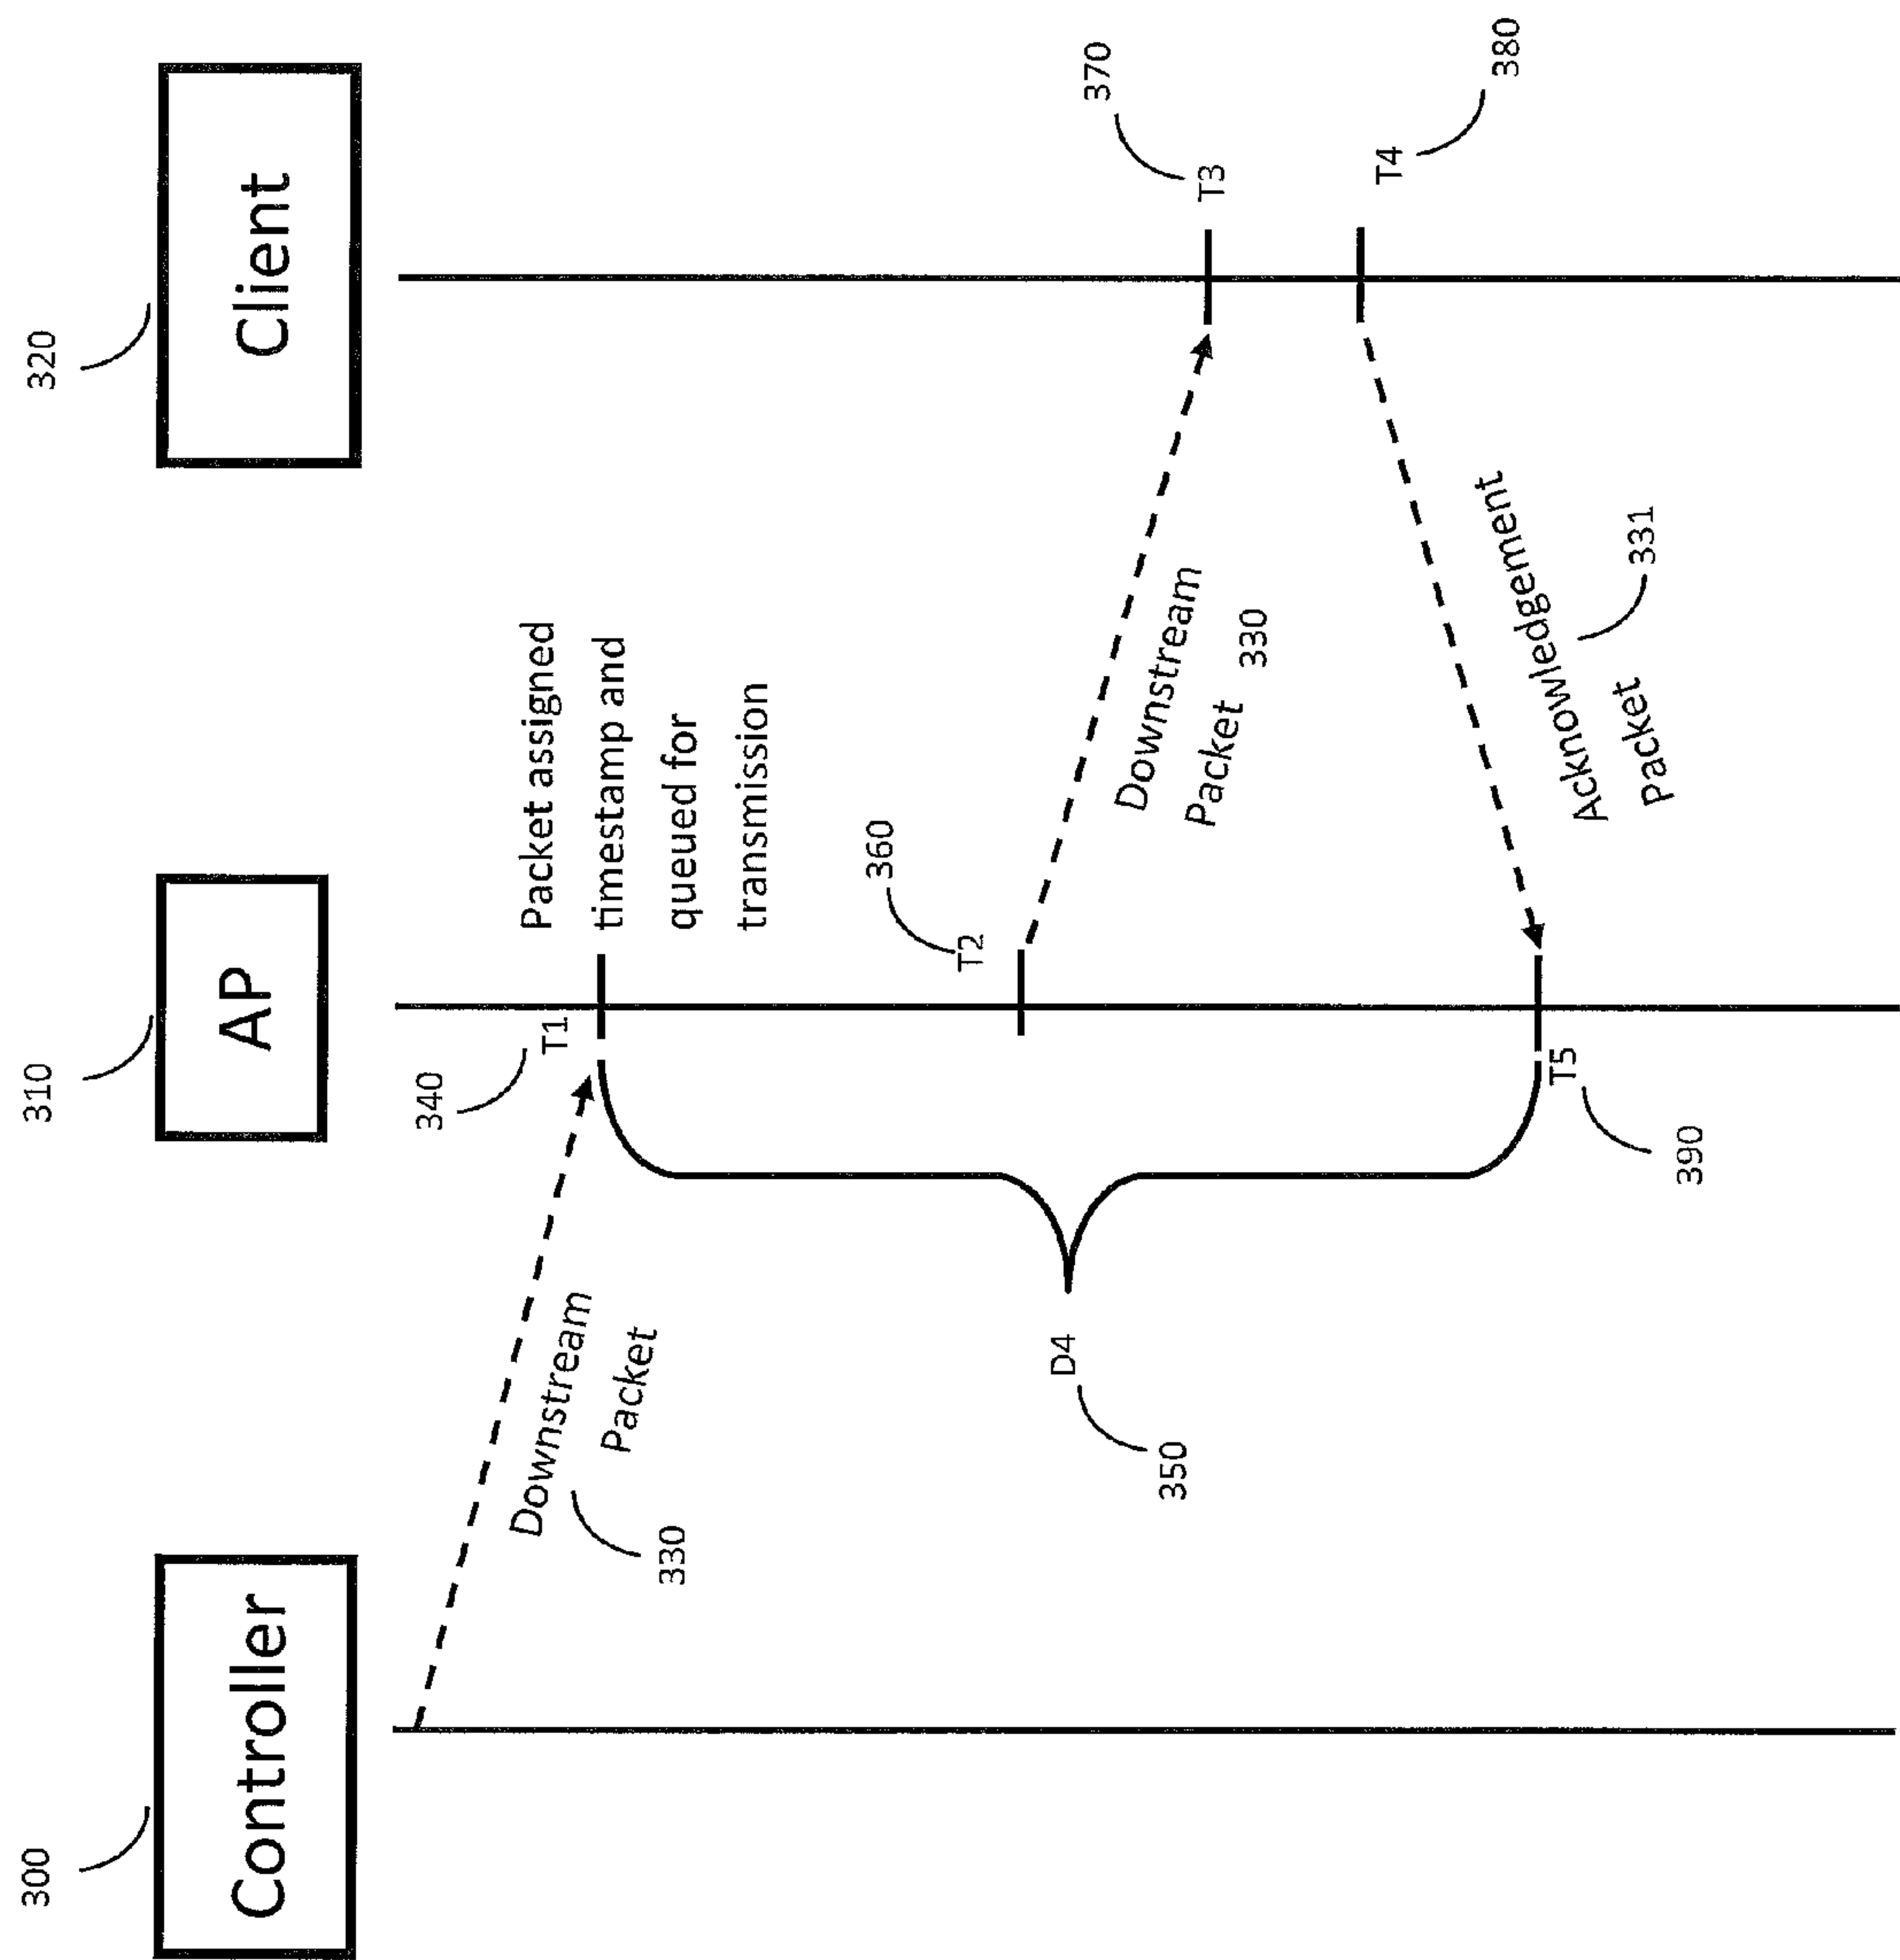 300
310
320
Controller
AP
Client
340
T1
Packet assigned
timestamp and
queued for
transmission
Downstream
Packet
330
360
T2
370
T3
Downstream
Packet 330
T4
380
D4
350
Acknowledgement
Packet 331
T5
390